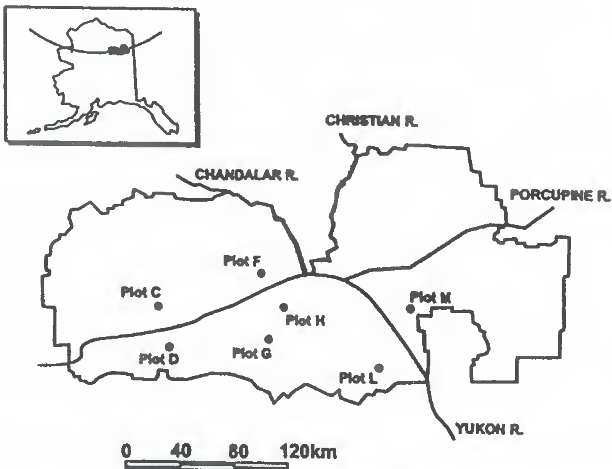 CHRISTIAN R.
CHANDALAR R.
PORCUPINE R.
Plot F
Plot C
Plot M
Plot H
Plot G
Plot D
Plot L
YUKON R.
0 40 80 120km